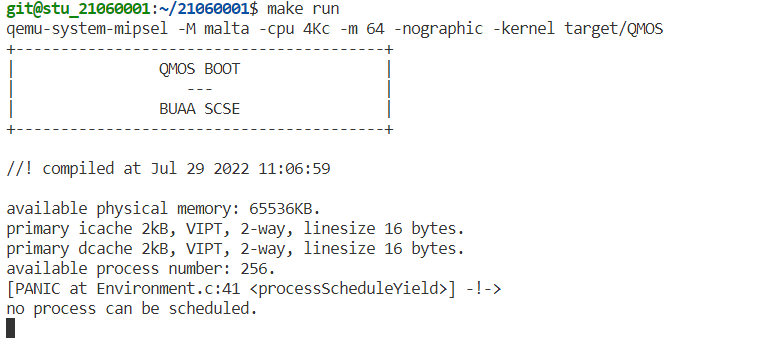 git@stu_21060001:~/21060001$ make run
qemu-system-mipsel -M malta -cpu 4Kc -m 64 -nographic -kernel target/QMOS
+---------------------------------------+
|               QMOS BOOT               |
|                  ---                  |
|               BUAA SCSE               |
+---------------------------------------+
//! compiled at Jul 29 2022 11:06:59
available physical memory: 65536KB.
primary icache 2kB, VIPT, 2-way, linesize 16 bytes.
primary dcache 2kB, VIPT, 2-way, linesize 16 bytes.
available process number: 256.
[PANIC at Environment.c:41 <processScheduleYield>] -!->
no process can be scheduled.